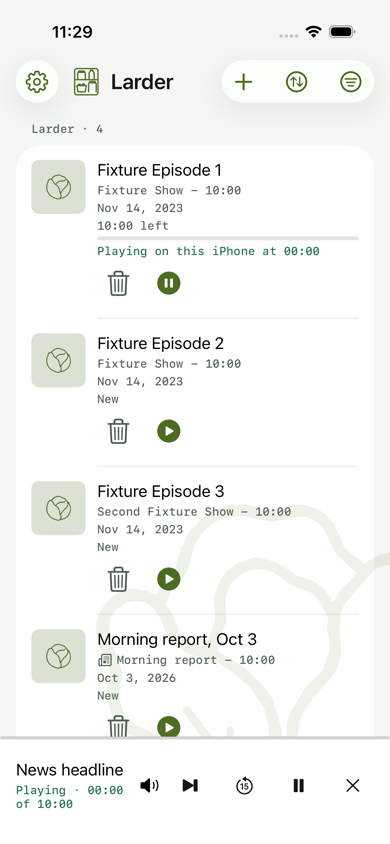 11:29
Larder
Larder · 4
Fixture Episode 1
Fixture Show – 10:00
Nov 14, 2023
10:00 left
Playing on this iPhone at 00:00
Fixture Episode 2
Fixture Show – 10:00
Nov 14, 2023
New
Fixture Episode 3
Second Fixture Show – 10:00
Nov 14, 2023
New
Morning report, Oct 3
Morning report – 10:00
Oct 3, 2026
New
News headline
Playing · 00:00
of 10:00
15